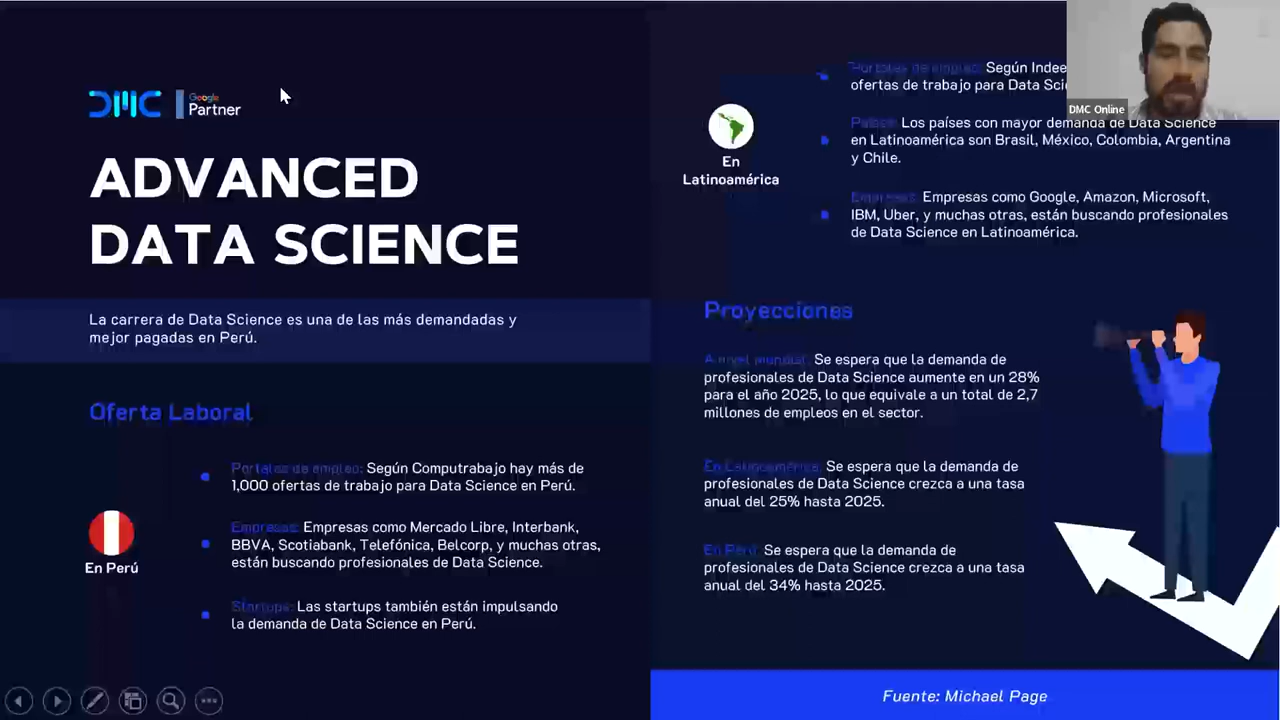 DMC
Google
Partner
ADVANCED
DATA SCIENCE
La carrera de Data Science es una de las más demandadas y
mejor pagadas en Perú.
Oferta Laboral
En Perú
Portales de empleo: Según Computrabajo hay más de
1,000 ofertas de trabajo para Data Science en Perú.
Empresas: Empresas como Mercado Libre, Interbank,
BBVA, Scotiabank, Telefónica, Belcorp, y muchas otras,
están buscando profesionales de Data Science.
Startups: Las startups también están impulsando
la demanda de Data Science en Perú.
En
Latinoamérica
Portales de empleo: Según
ofertas de trabajo para Data
Países: Los países con mayor demanda de Data Science
en Latinoamérica son Brasil, México, Colombia, Argentina
y Chile.
Empresas: Empresas como Google, Amazon, Microsoft,
IBM, Uber, y muchas otras, están buscando profesionales
de Data Science en Latinoamérica.
Proyecciones
A nivel mundial: Se espera que la demanda de
profesionales de Data Science aumente en un 28%
para el año 2025, lo que equivale a un total de 2,7
millones de empleos en el sector.
En Latinoamérica: Se espera que la demanda de
profesionales de Data Science crezca a una tasa
anual del 25% hasta 2025.
En Perú: Se espera que la demanda de
profesionales de Data Science crezca a una tasa
anual del 34% hasta 2025.
Fuente: Michael Page
DMC Online